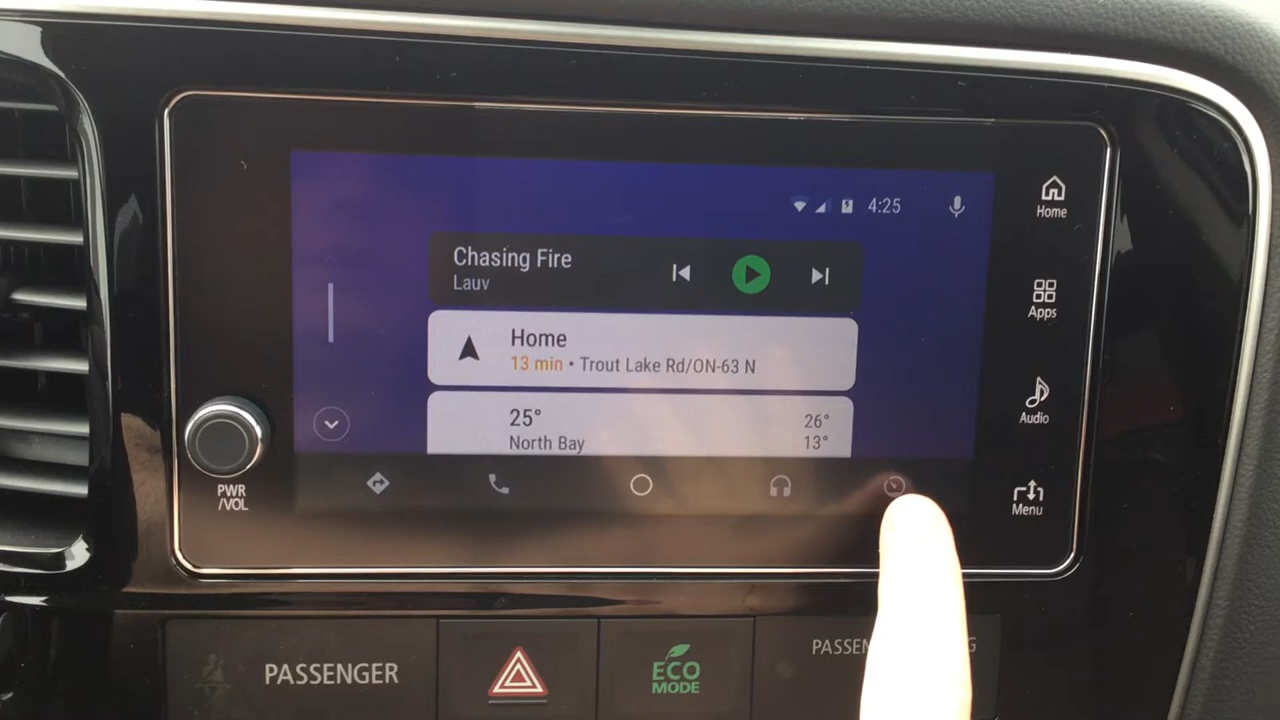 4:25
Home
Chasing Fire
Lauv
Apps
Home
13 min • Trout Lake Rd/ON-63 N
25°
26°
North Bay
13°
Audio
PWR
/VOL
Menu
PASSENGER
ECO
MODE